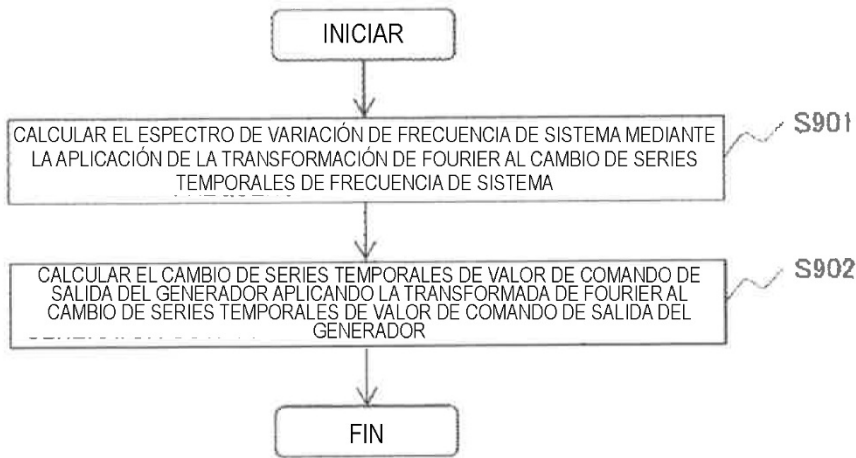 INICIAR
CALCULAR EL ESPECTRO DE VARIACIÓN DE FRECUENCIA DE SISTEMA MEDIANTE
LA APLICACIÓN DE LA TRANSFORMACIÓN DE FOURIER AL CAMBIO DE SERIES
TEMPORALES DE FRECUENCIA DE SISTEMA
S901
CALCULAR EL CAMBIO DE SERIES TEMPORALES DE VALOR DE COMANDO DE
SALIDA DEL GENERADOR APLICANDO LA TRANSFORMADA DE FOURIER AL
CAMBIO DE SERIES TEMPORALES DE VALOR DE COMANDO DE SALIDA DEL
GENERADOR
S902
FIN